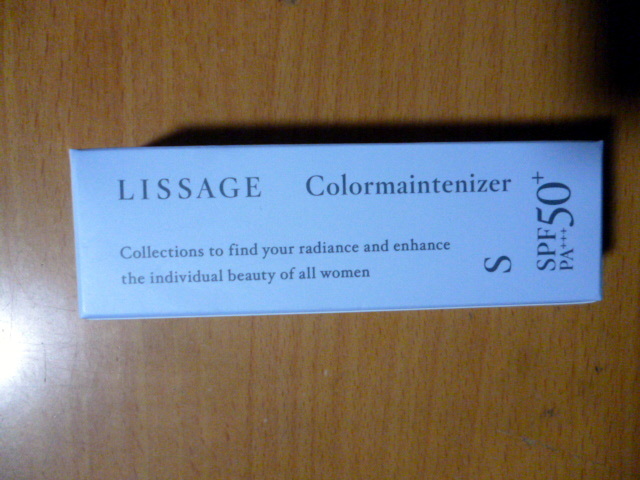 LISSAGE Colormaintenizer
Collections to find your radiance and enhance
the individual beauty of all women
S
SPF50+
PA+++